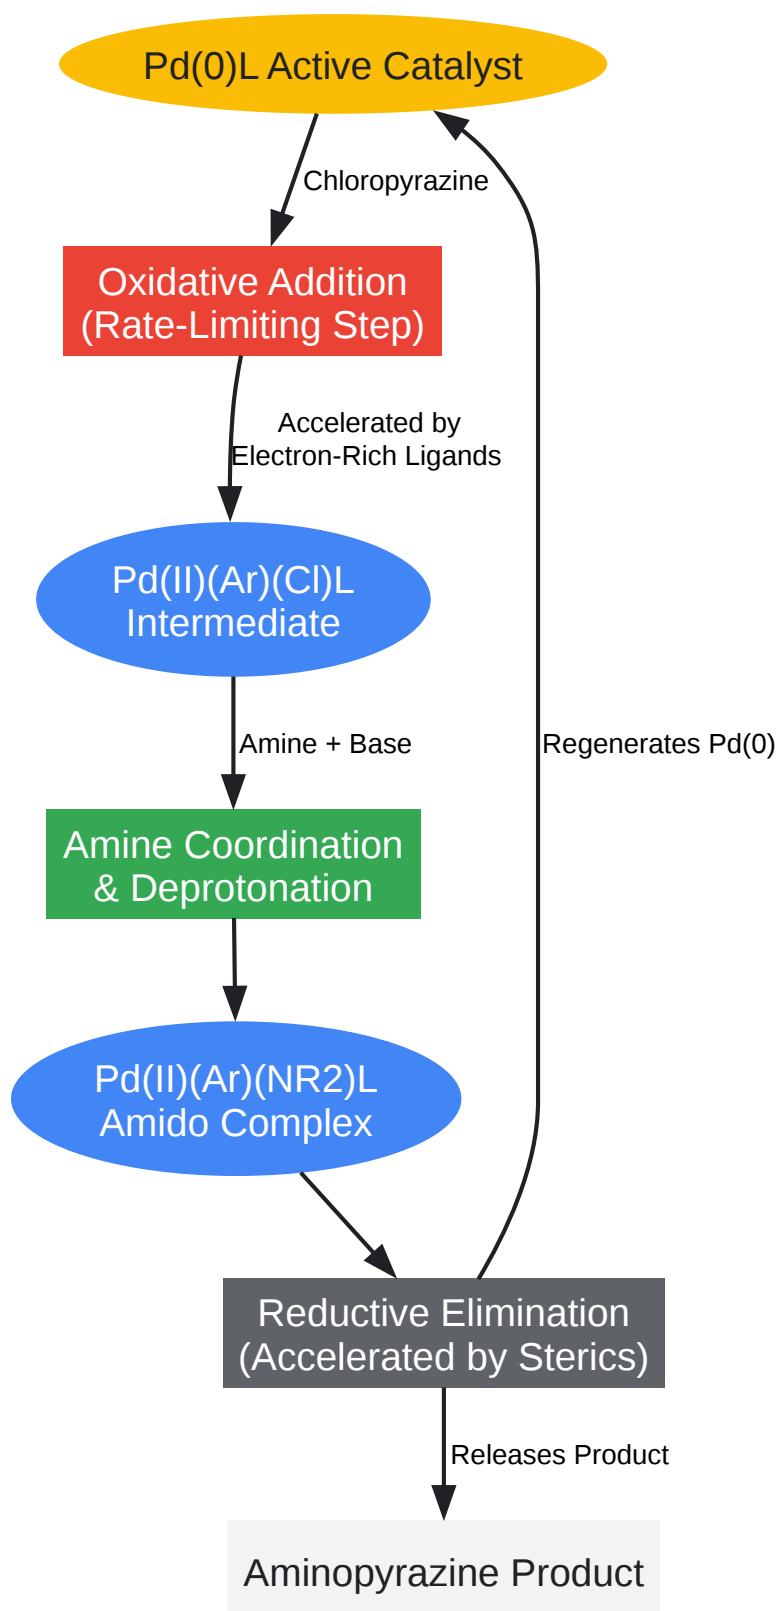 Pd(0)L Active Catalyst
Chloropyrazine
Oxidative Addition
(Rate-Limiting Step)
Accelerated by
Electron-Rich Ligands
Pd(II)(Ar)(Cl)L
Intermediate
Amine + Base
Regenerates Pd(0)
Amine Coordination
& Deprotonation
Pd(II)(Ar)(NR2)L
Amido Complex
Reductive Elimination
(Accelerated by Sterics)
Releases Product
Aminopyrazine Product